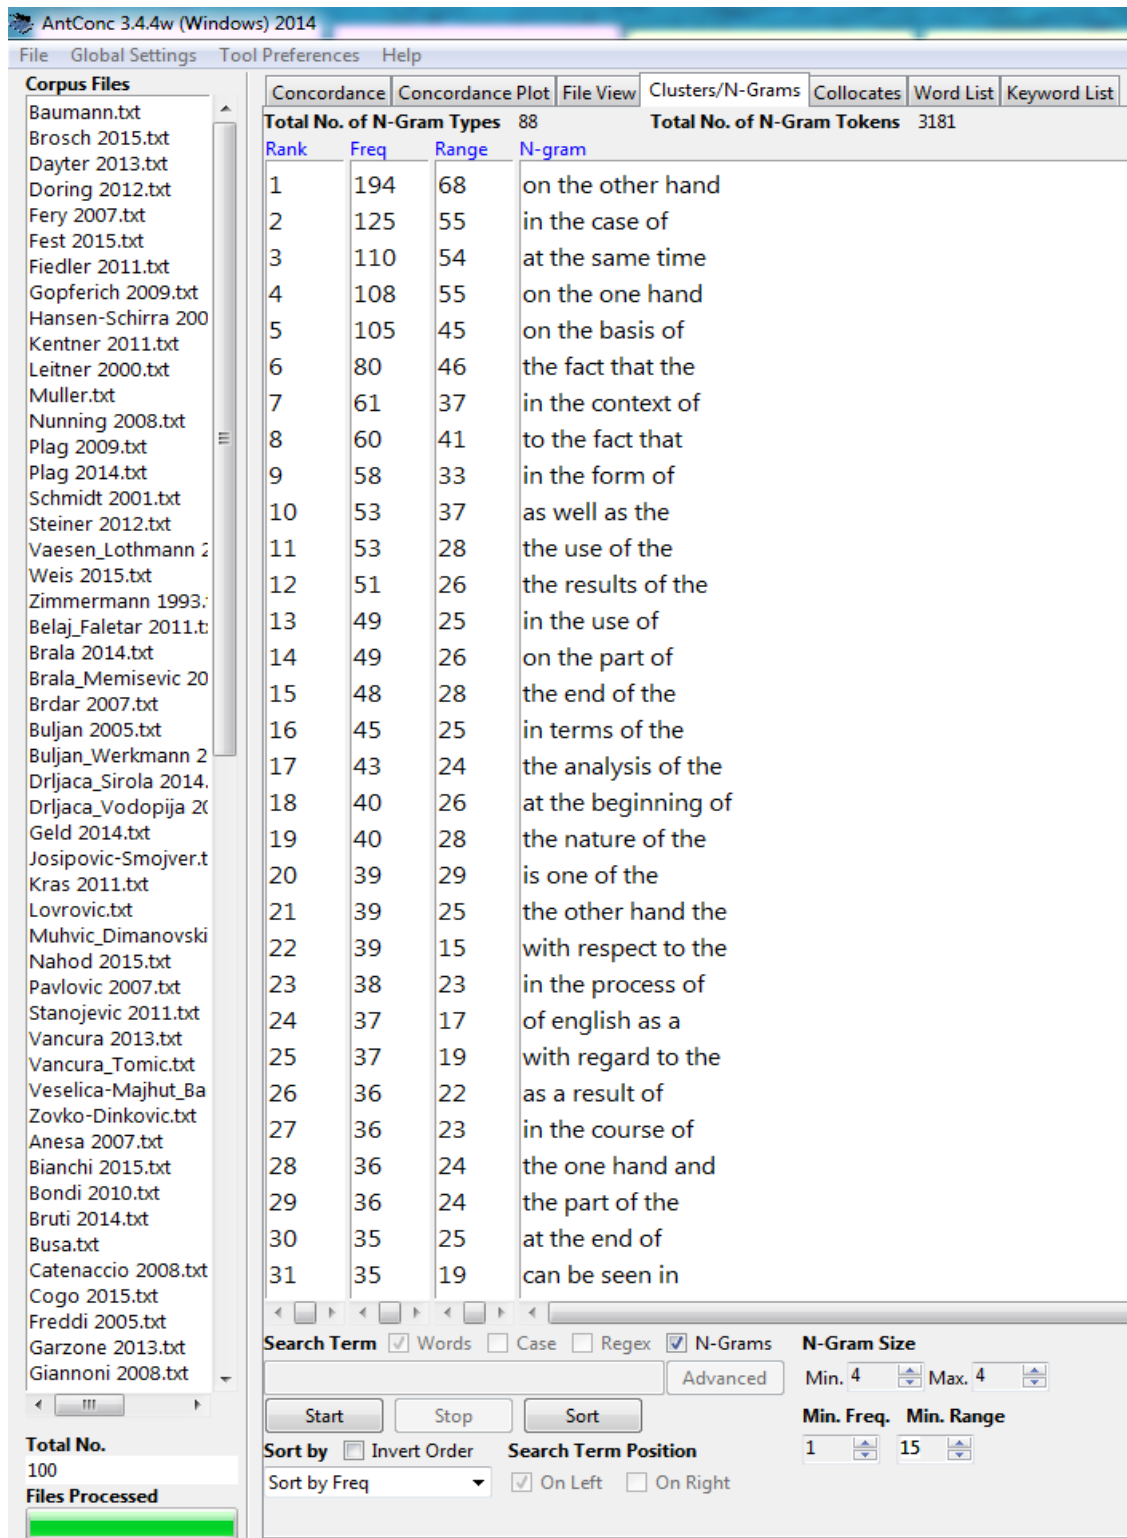 AntConc 3.4.4w (Windows) 2014
File Global Settings Tool Preferences Help
Corpus Files
Baumann.txt
Brosch 2015.txt
Dayter 2013.txt
Doring 2012.txt
Fery 2007.txt
Fest 2015.txt
Fiedler 2011.txt
Gopferich 2009.txt
Hansen-Schirra 200
Kentner 2011.txt
Leitner 2000.txt
Muller.txt
Nunning 2008.txt
Plag 2009.txt
Plag 2014.txt
Schmidt 2001.txt
Steiner 2012.txt
Vaesen_Lothmann 2
Weis 2015.txt
Zimmermann 1993.
Belaj_Faletar 2011.t
Brala 2014.txt
Brala_Memisevic 20
Brdar 2007.txt
Buljan 2005.txt
Buljan_Werkmann 2
Drljaca_Sirola 2014.
Drljaca_Vodopija 20
Geld 2014.txt
Josipovic-Smojver.t
Kras 2011.txt
Lovrovic.txt
Muhvic_Dimanovski
Nahod 2015.txt
Pavlovic 2007.txt
Stanojevic 2011.txt
Vancura 2013.txt
Vancura_Tomic.txt
Veselica-Majhut_Ba
Zovko-Dinkovic.txt
Anesa 2007.txt
Bianchi 2015.txt
Bondi 2010.txt
Bruti 2014.txt
Busa.txt
Catenaccio 2008.txt
Cogo 2015.txt
Freddi 2005.txt
Garzone 2013.txt
Giannoni 2008.txt
Total No.
100
Files Processed
Concordance Concordance Plot File View Clusters/N-Grams Collocates Word List Keyword List
Total No. of N-Gram Types 88 Total No. of N-Gram Tokens 3181
Rank Freq Range N-gram
1 194 68 on the other hand
2 125 55 in the case of
3 110 54 at the same time
4 108 55 on the one hand
5 105 45 on the basis of
6 80 46 the fact that the
7 61 37 in the context of
8 60 41 to the fact that
9 58 33 in the form of
10 53 37 as well as the
11 53 28 the use of the
12 51 26 the results of the
13 49 25 in the use of
14 49 26 on the part of
15 48 28 the end of the
16 45 25 in terms of the
17 43 24 the analysis of the
18 40 26 at the beginning of
19 40 28 the nature of the
20 39 29 is one of the
21 39 25 the other hand the
22 39 15 with respect to the
23 38 23 in the process of
24 37 17 of english as a
25 37 19 with regard to the
26 36 22 as a result of
27 36 23 in the course of
28 36 24 the one hand and
29 36 24 the part of the
30 35 25 at the end of
31 35 19 can be seen in
Search Term Words Case Regex N-Grams N-Gram Size
Advanced Min. 4 Max. 4
Start Stop Sort Min. Freq. Min. Range
Sort by Invert Order Search Term Position 1 15
Sort by Freq On Left On Right